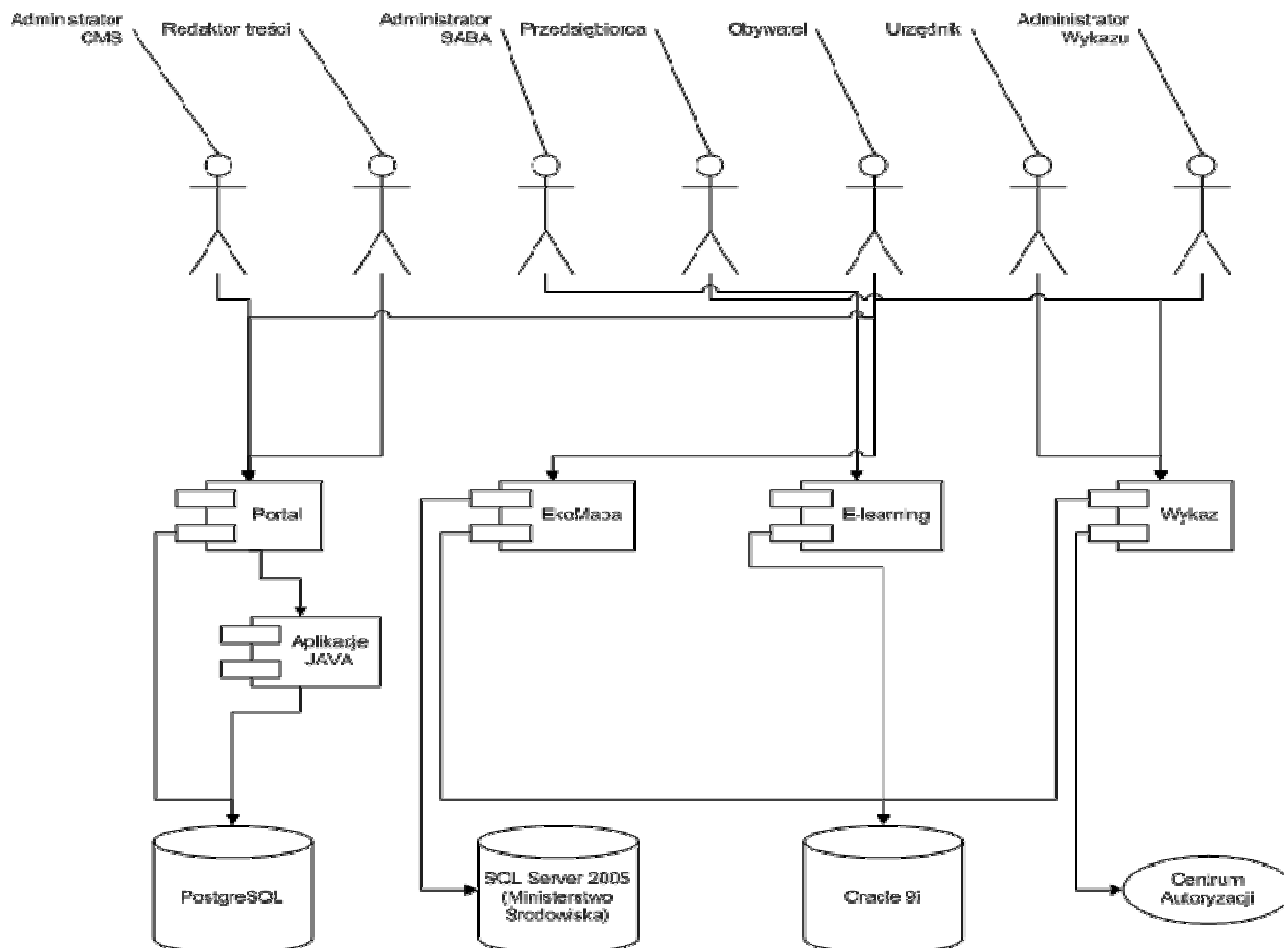 Administrator
CMS
Redaktor treści
Administrator
SABA
Przedsiębiorca
Obywatel
Urzędnik
Administrator
Wykazu
Portal
EkoMapa
E-learning
Wykaz
Aplikacje
JAVA
PostgreSQL
SQL Server 2005
(Ministerstwo
Środowiska)
Oracle 9i
Centrum
Autoryzacji